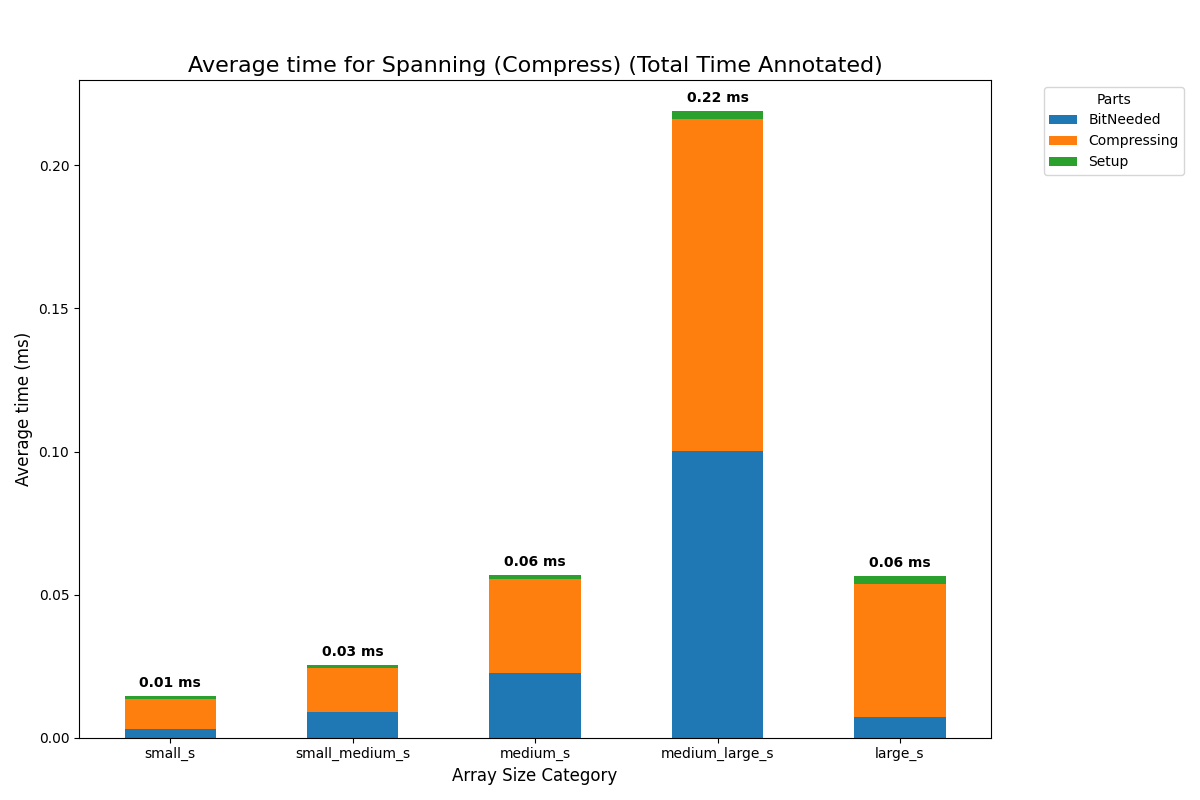 Average time for Spanning (Compress) (Total Time Annotated)
Parts
BitNeeded
Compressing
Setup
Average time (ms)
0.20
0.15
0.10
0.05
0.00
0.01 ms
0.03 ms
0.06 ms
0.22 ms
0.06 ms
small_s
small_medium_s
medium_s
medium_large_s
large_s
Array Size Category